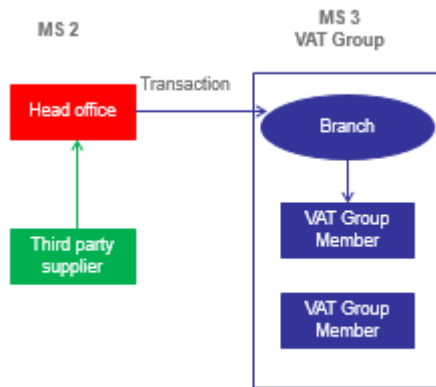 MS 2
MS 3
VAT Group
Transaction
Head office
Branch
VAT Group
Member
Third party
supplier
VAT Group
Member